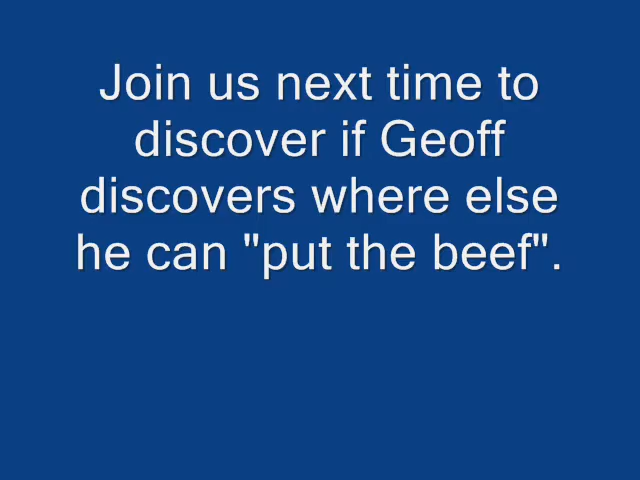 Join us next time to
discover if Geoff
discovers where else
he can "put the beef".